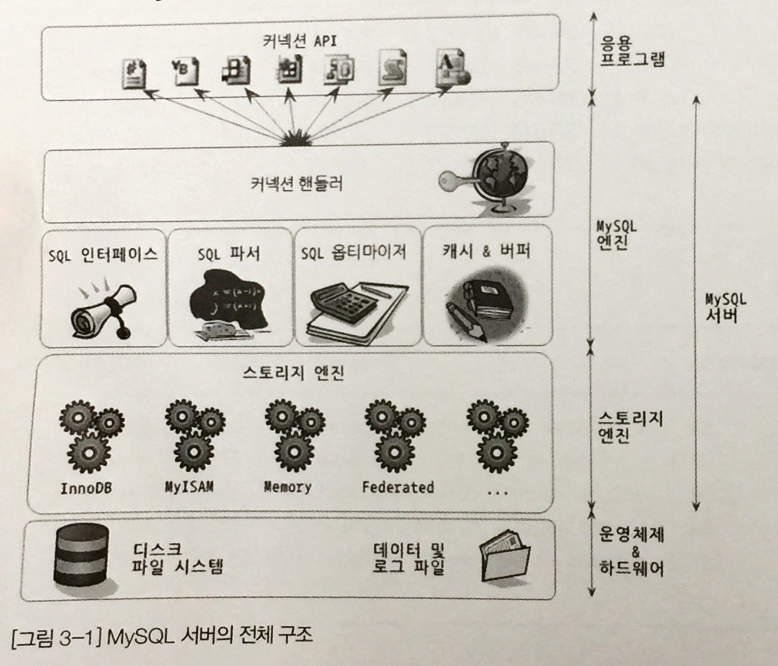 커넥션 API
응용
프로그램
커넥션 핸들러
MySQL
엔진
SQL 인터페이스
SQL 파서
SQL 옵티마이저
캐시 & 버퍼
MySQL
서버
스토리지 엔진
InnoDB
MyISAM
Memory
Federated
...
스토리지
엔진
디스크
파일 시스템
데이터 및
로그 파일
운영체제
&
하드웨어
[그림 3-1] MySQL 서버의 전체 구조